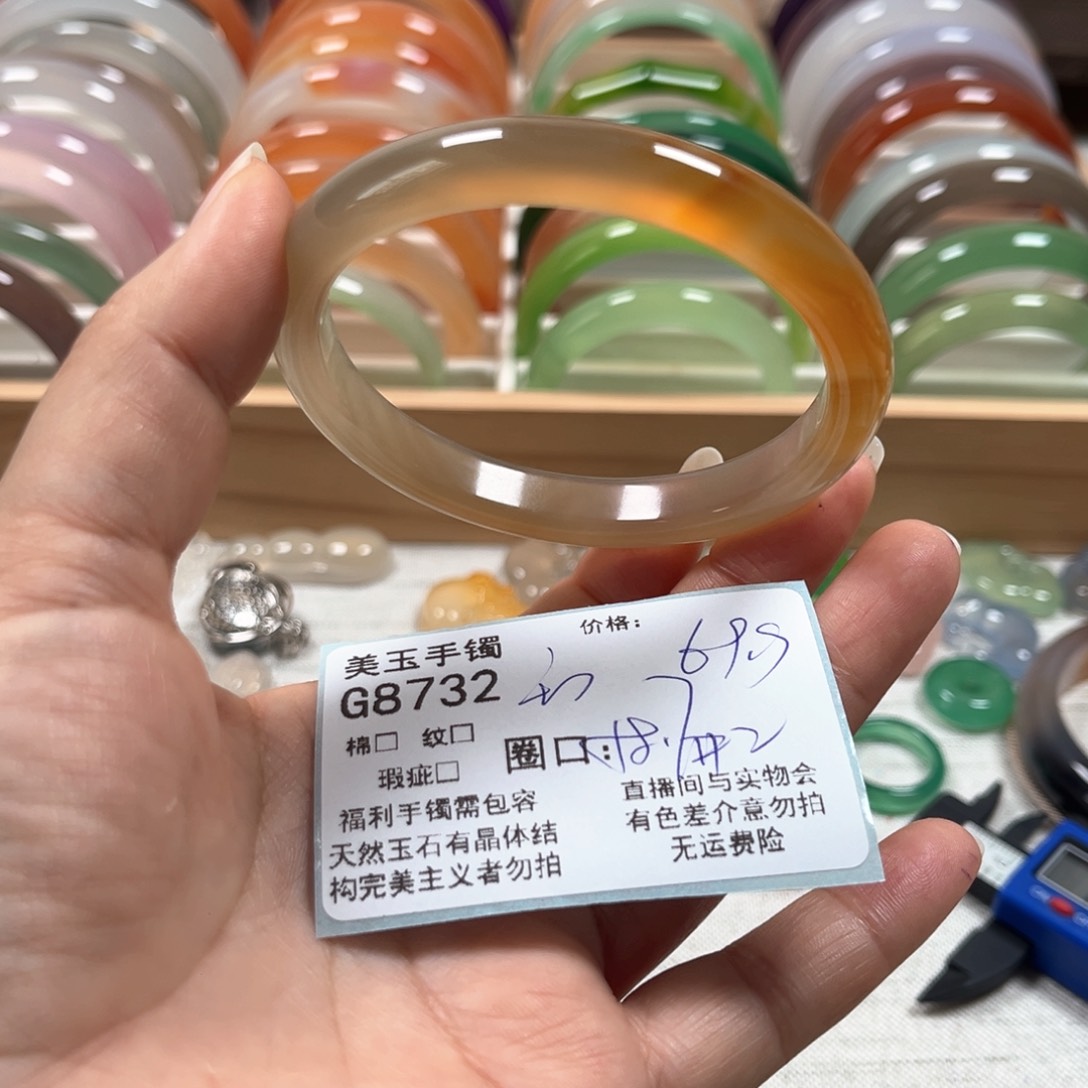 美玉手镯
价格:
G8732
棉□ 纹□
圈口:
瑕疵□
福利手镯需包容
天然玉石有晶体结
构完美主义者勿拍
直播间与实物会
有色差介意勿拍
无运费险